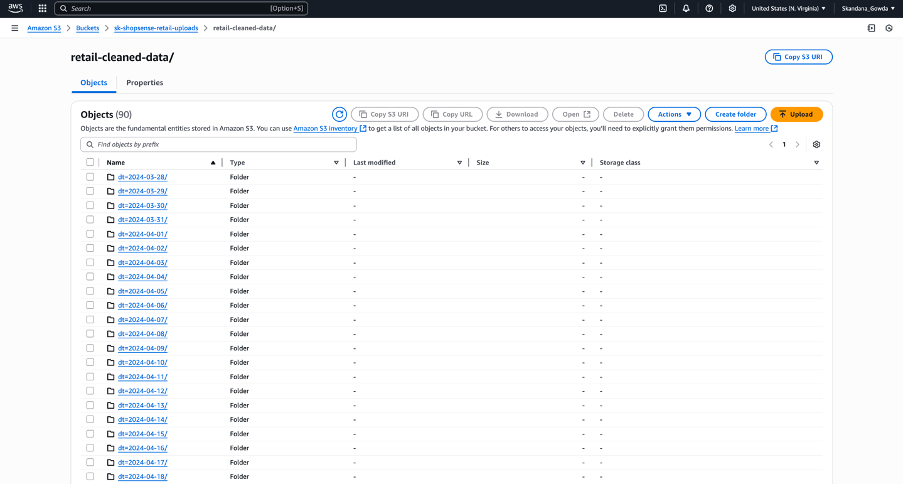 aws Search [Option+S] United States (N. Virginia) ▼ Skandana_Gowda ▼
Amazon S3 > Buckets > sk-shopsense-retail-uploads > retail-cleaned-data/
retail-cleaned-data/ Copy S3 URI
Objects Properties
Objects (90) Copy S3 URI Copy URL Download Open Delete Actions ▼ Create folder Upload
Objects are the fundamental entities stored in Amazon S3. You can use Amazon S3 inventory to get a list of all objects in your bucket. For others to access your objects, you'll need to explicitly grant them permissions. Learn more
Find objects by prefix < 1 >
Name Type Last modified Size Storage class
dt=2024-03-28/ Folder - - -
dt=2024-03-29/ Folder - - -
dt=2024-03-30/ Folder - - -
dt=2024-03-31/ Folder - - -
dt=2024-04-01/ Folder - - -
dt=2024-04-02/ Folder - - -
dt=2024-04-03/ Folder - - -
dt=2024-04-04/ Folder - - -
dt=2024-04-05/ Folder - - -
dt=2024-04-06/ Folder - - -
dt=2024-04-07/ Folder - - -
dt=2024-04-08/ Folder - - -
dt=2024-04-09/ Folder - - -
dt=2024-04-10/ Folder - - -
dt=2024-04-11/ Folder - - -
dt=2024-04-12/ Folder - - -
dt=2024-04-13/ Folder - - -
dt=2024-04-14/ Folder - - -
dt=2024-04-15/ Folder - - -
dt=2024-04-16/ Folder - - -
dt=2024-04-17/ Folder - - -
dt=2024-04-18/ Folder - - -